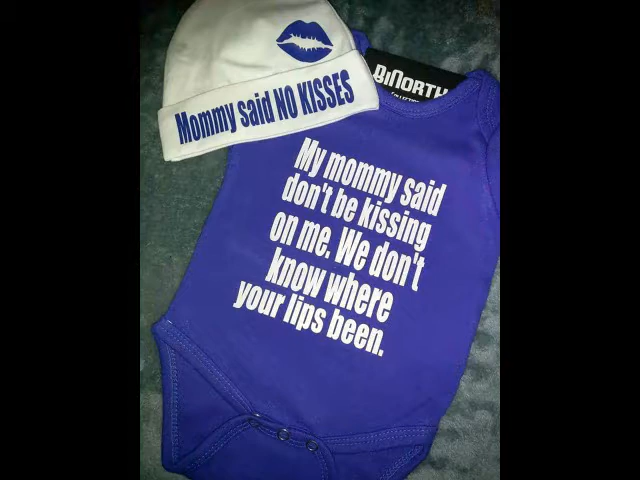 Mommy said NO KISSES
BiNORTH
COLLECTION
My mommy said
don't be kissing
on me. We don't
know where
your lips been.